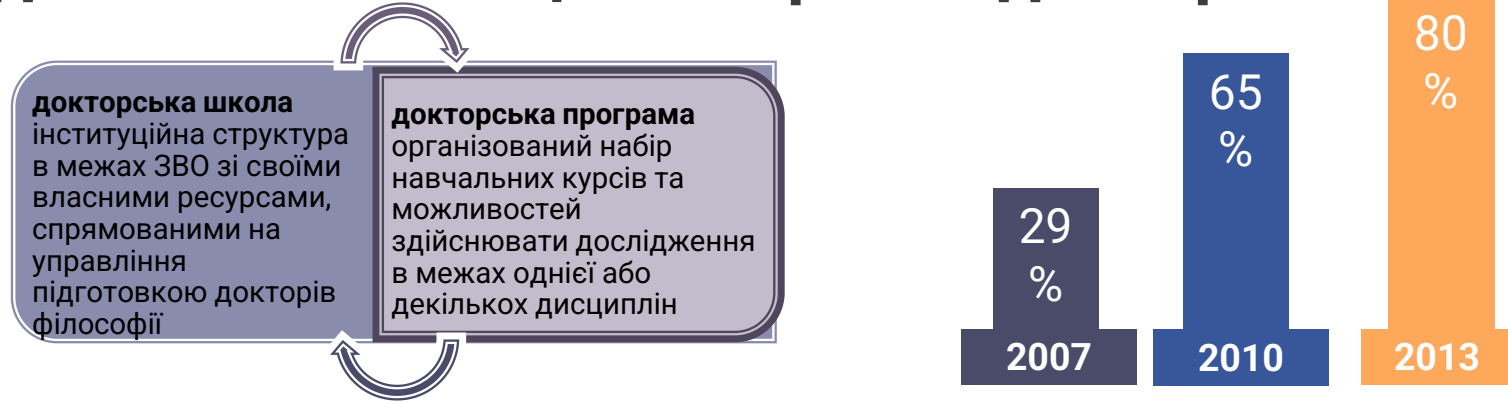 докторська школа
інституційна структура
в межах ЗВО зі своїми
власними ресурсами,
спрямованими на
управління
підготовкою докторів
філософії
докторська програма
організований набір
навчальних курсів та
можливостей
здійснювати дослідження
в межах однієї або
декількох дисциплін
29
%
2007
65
%
2010
80
%
2013